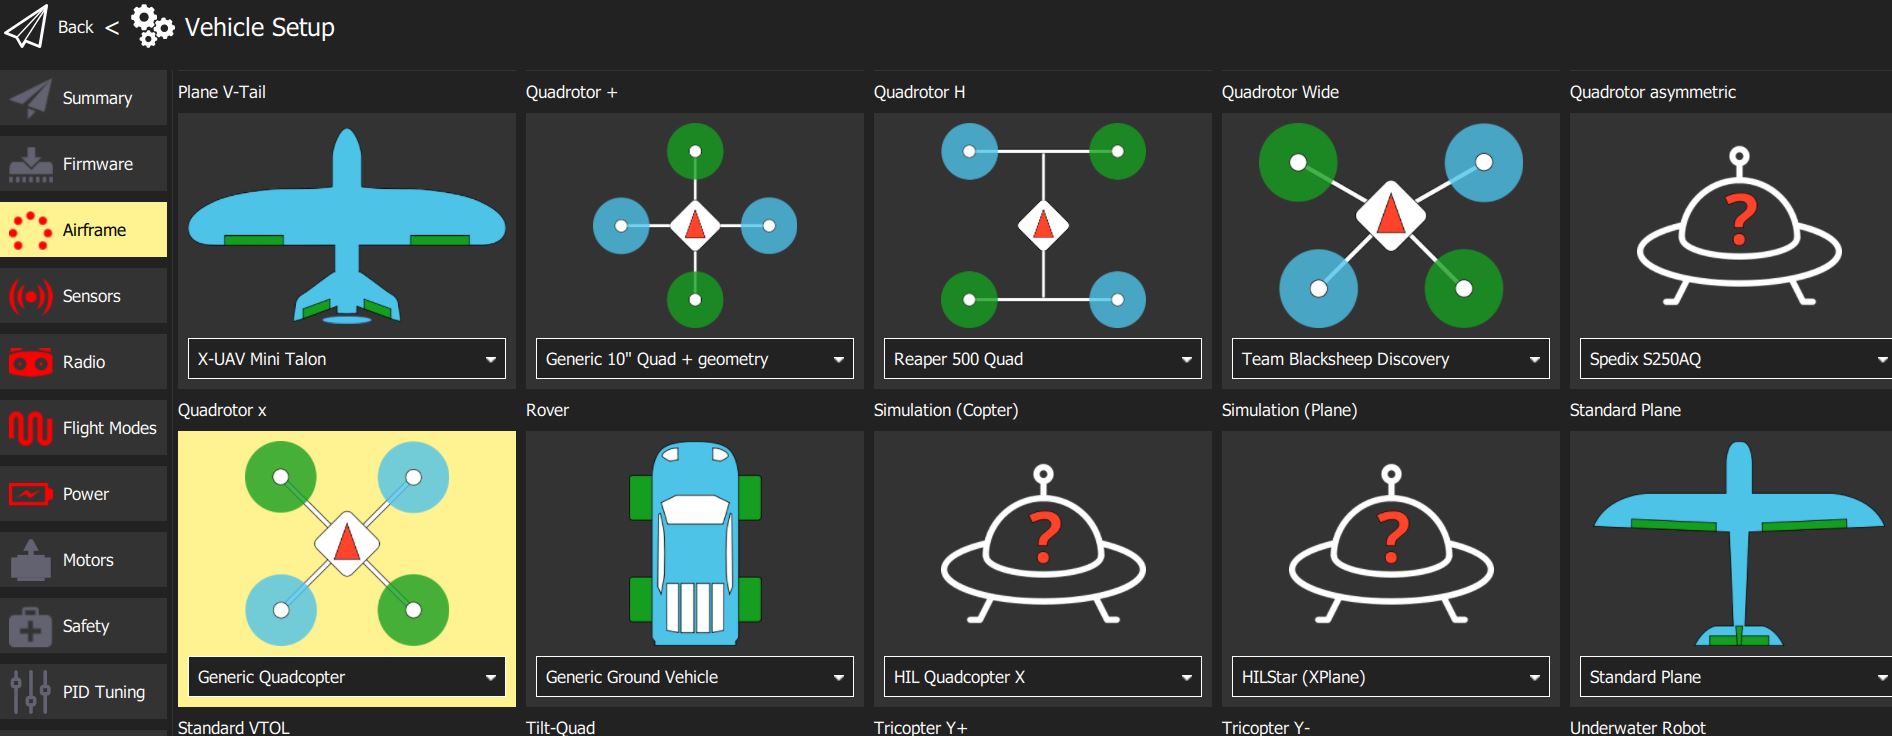 Back < Vehicle Setup
Summary
Firmware
Airframe
Sensors
Radio
Flight Modes
Power
Motors
Safety
PID Tuning
Plane V-Tail
Quadrotor +
Quadrotor H
Quadrotor Wide
Quadrotor asymmetric
?
X-UAV Mini Talon
Generic 10" Quad + geometry
Reaper 500 Quad
Team Blacksheep Discovery
Spedix S250AQ
Quadrotor x
Rover
Simulation (Copter)
Simulation (Plane)
Standard Plane
?
?
Generic Quadcopter
Generic Ground Vehicle
HIL Quadcopter X
HILStar (XPlane)
Standard Plane
Standard VTOL
Tilt-Quad
Tricopter Y+
Tricopter Y-
Underwater Robot